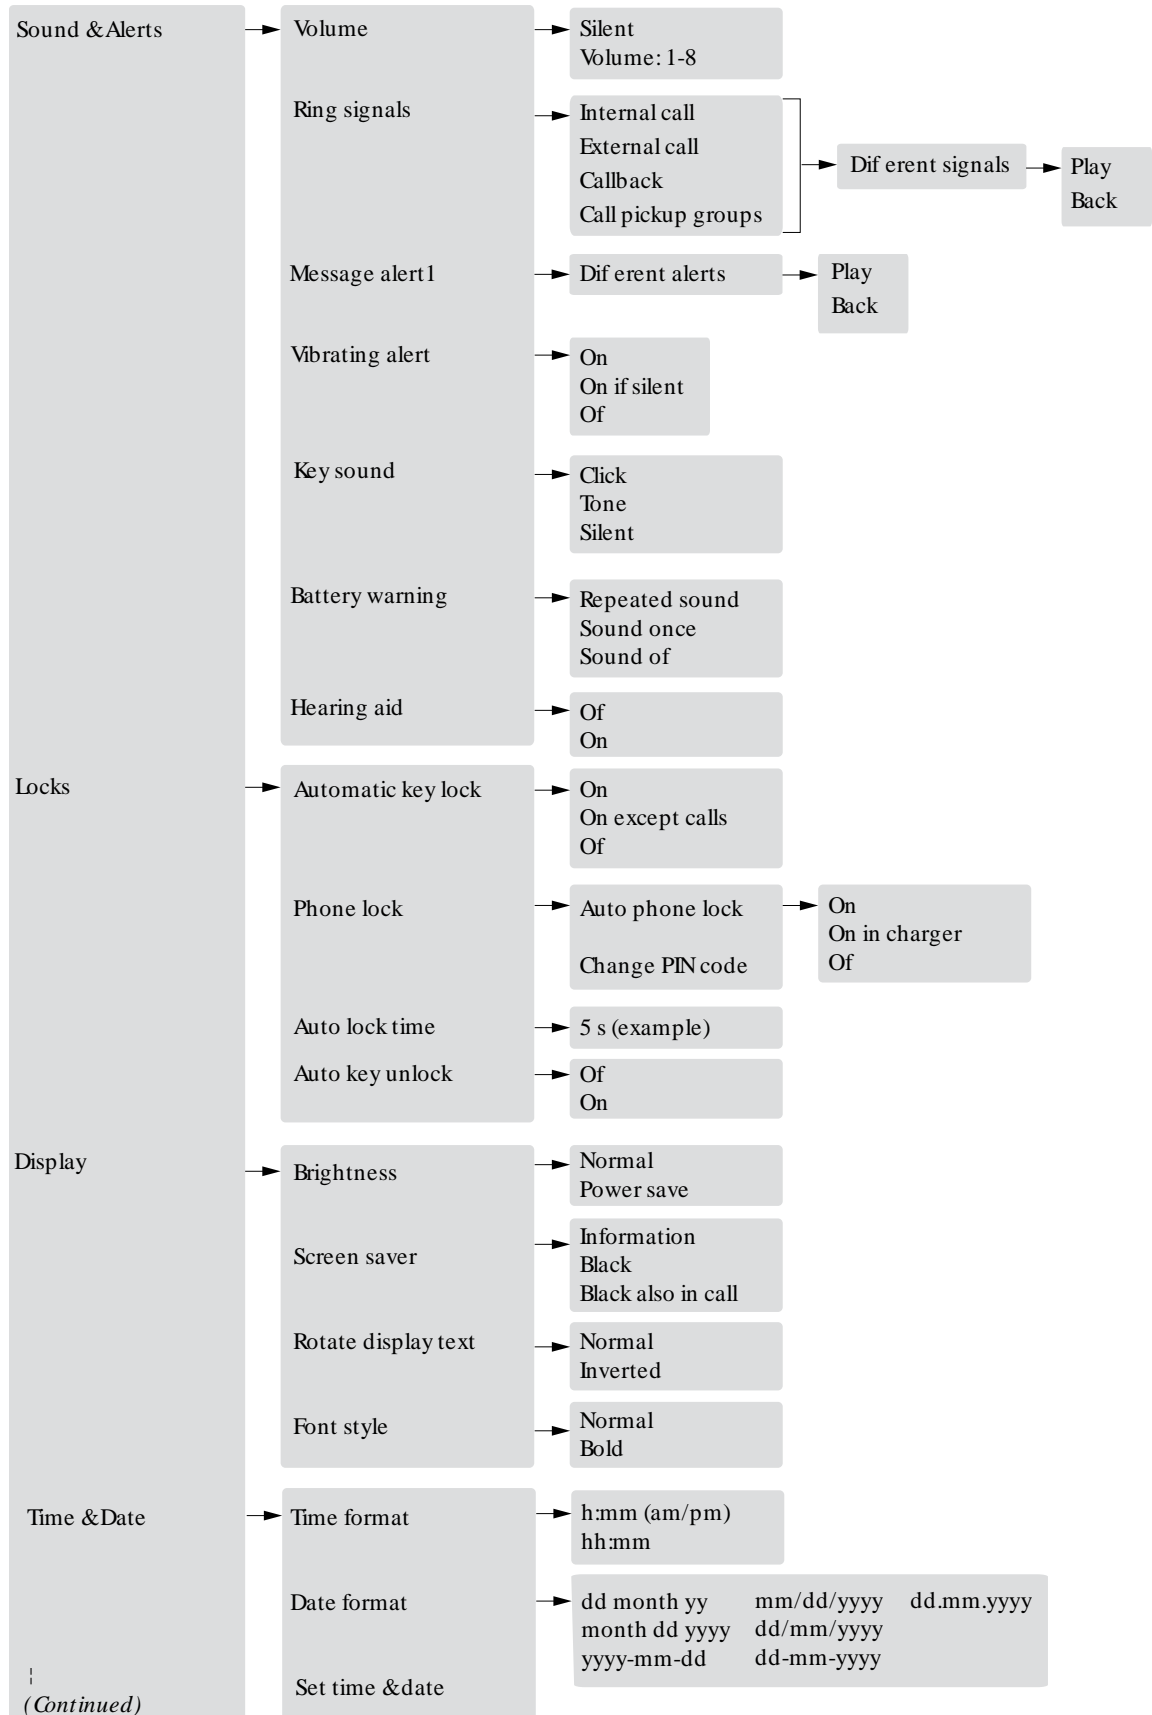 Sound &Alerts
Volume
Silent
Volume: 1-8
Ring signals
Internal call
External call
Callback
Call pickup groups
Dif erent signals
Play
Back
Message alert1
Dif erent alerts
Play
Back
Vibrating alert
On
On if silent
Of
Key sound
Click
Tone
Silent
Battery warning
Repeated sound
Sound once
Sound of
Hearing aid
Of
On
Locks
Automatic key lock
On
On except calls
Of
Phone lock
Auto phone lock
Change PIN code
On
On in charger
Of
Auto lock time
5 s (example)
Auto key unlock
Of
On
Display
Brightness
Normal
Power save
Screen saver
Information
Black
Black also in call
Rotate display text
Normal
Inverted
Font style
Normal
Bold
Time &Date
Time format
h:mm (am/pm)
hh:mm
Date format
dd month yy mm/dd/yyyy dd.mm.yyyy
month dd yyyy dd/mm/yyyy
yyyy-mm-dd dd-mm-yyyy
Set time &date
(Continued)